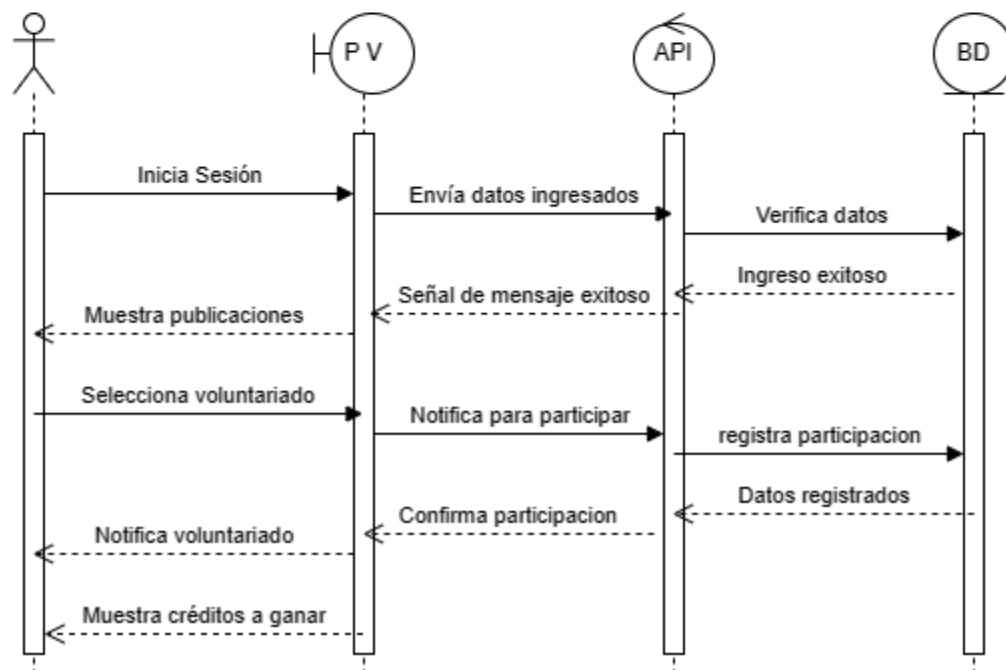 P V
API
BD
Inicia Sesión
Envía datos ingresados
Verifica datos
Ingreso exitoso
Señal de mensaje exitoso
Muestra publicaciones
Selecciona voluntariado
Notifica para participar
registra participacion
Datos registrados
Confirma participacion
Notifica voluntariado
Muestra créditos a ganar